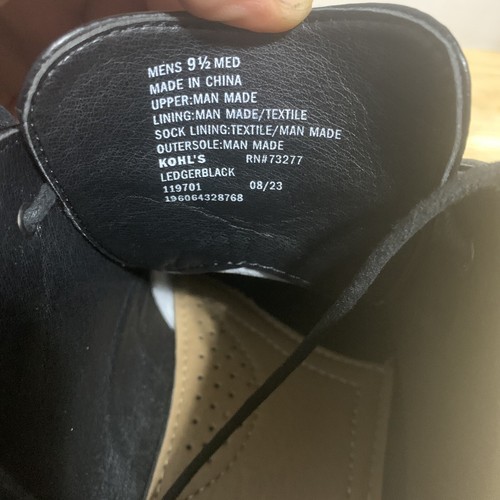 MENS 9½ MED
MADE IN CHINA
UPPER:MAN MADE
LINING:MAN MADE/TEXTILE
SOCK LINING:TEXTILE/MAN MADE
OUTERSOLE:MAN MADE
KOHL'S RN#73277
LEDGERBLACK
119701 08/23
196064328768